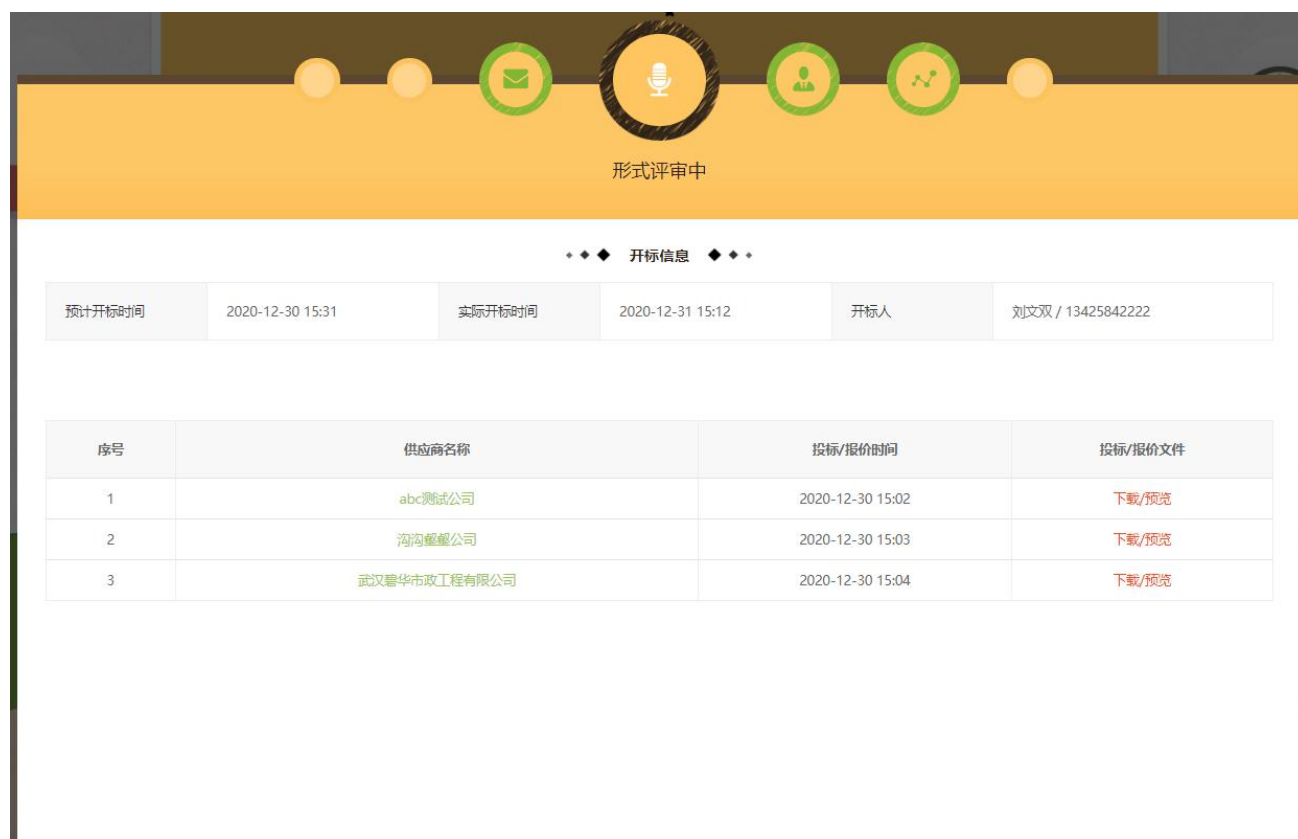 形式评审中
开标信息
预计开标时间 2020-12-30 15:31 实际开标时间 2020-12-31 15:12 开标人 刘文双 / 13425842222
序号 供应商名称 投标/报价时间 投标/报价文件
1 abc测试公司 2020-12-30 15:02 下载/预览
2 沟沟壑壑公司 2020-12-30 15:03 下载/预览
3 武汉碧华市政工程有限公司 2020-12-30 15:04 下载/预览